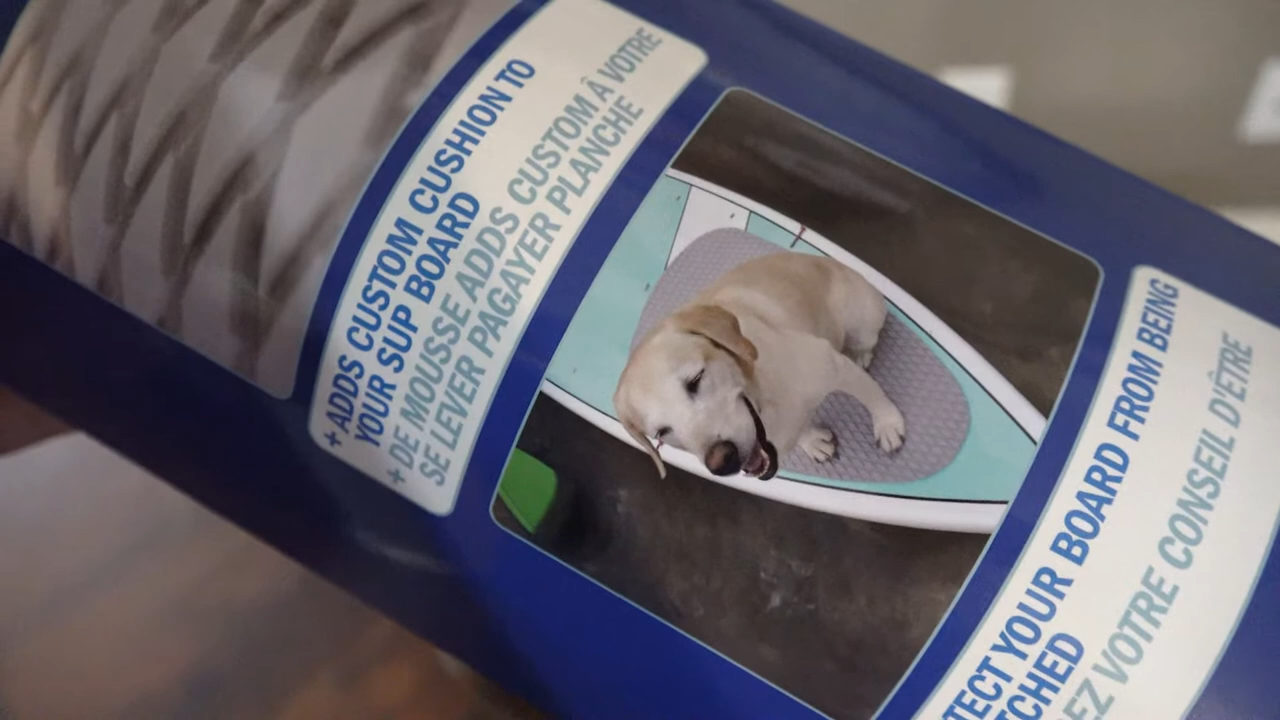 + ADDS CUSTOM CUSHION TO
YOUR SUP BOARD
+ DE MOUSSE ADDS CUSTOM À VOTRE
SE LEVER PAGAYER PLANCHE
TECT YOUR BOARD FROM BEING
TCHED
EZ VOTRE CONSEIL D'ÊTRE